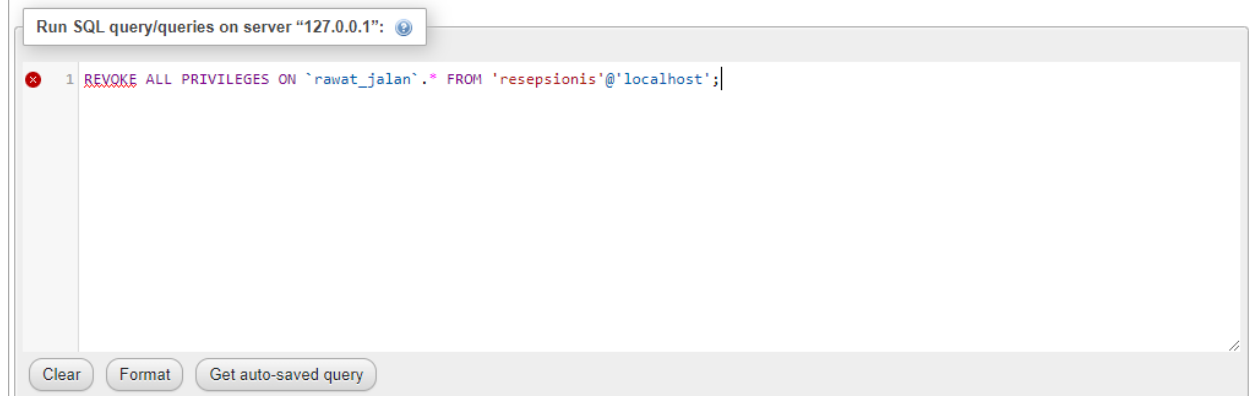 Run SQL query/queries on server “127.0.0.1”:
1 REVOKE ALL PRIVILEGES ON `rawat_jalan`.* FROM 'resepsionis'@'localhost';
Clear Format Get auto-saved query